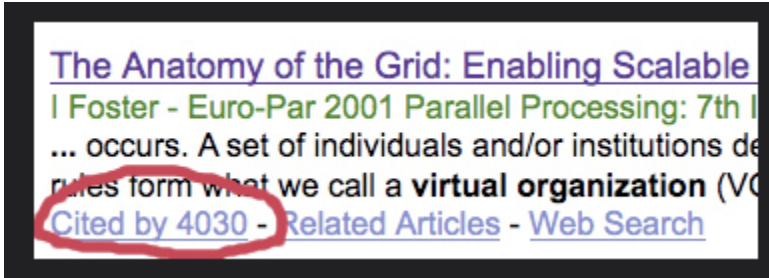 The Anatomy of the Grid: Enabling Scalable
I Foster - Euro-Par 2001 Parallel Processing: 7th I
... occurs. A set of individuals and/or institutions de
rules form what we call a virtual organization (VO
Cited by 4030 - Related Articles - Web Search